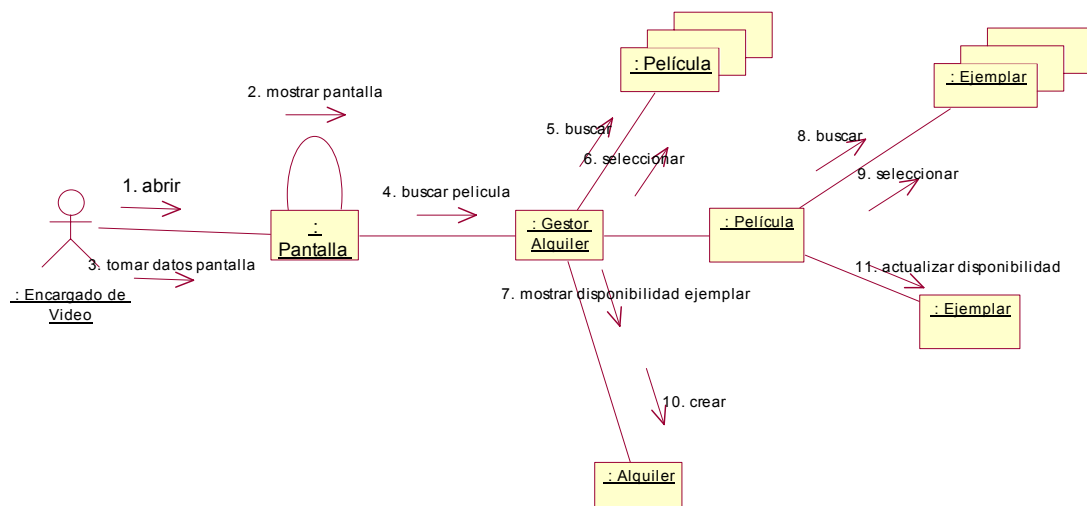 : Película
: Ejemplar
2. mostrar pantalla
5. buscar
8. buscar
6. seleccionar
9. seleccionar
1. abrir
4. buscar pelicula
:
Pantalla
: Gestor
Alquiler
: Película
3. tomar datos pantalla
11. actualizar disponibilidad
: Encargado de
Video
7. mostrar disponibilidad ejemplar
: Ejemplar
10. crear
: Alquiler